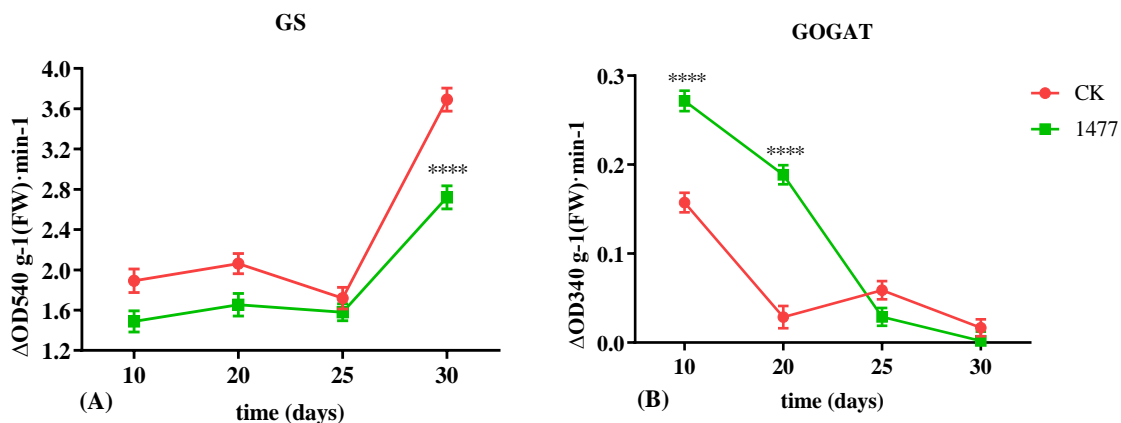 GS
ΔOD540 g-1(FW)·min-1
4.0
3.6
3.2
2.8
2.4
2.0
1.6
1.2
****
10 20 25 30
time (days)
(A)
GOGAT
ΔOD340 g-1(FW)·min-1
0.3
0.2
0.1
0.0
****
****
10 20 25 30
time (days)
(B)
CK
1477